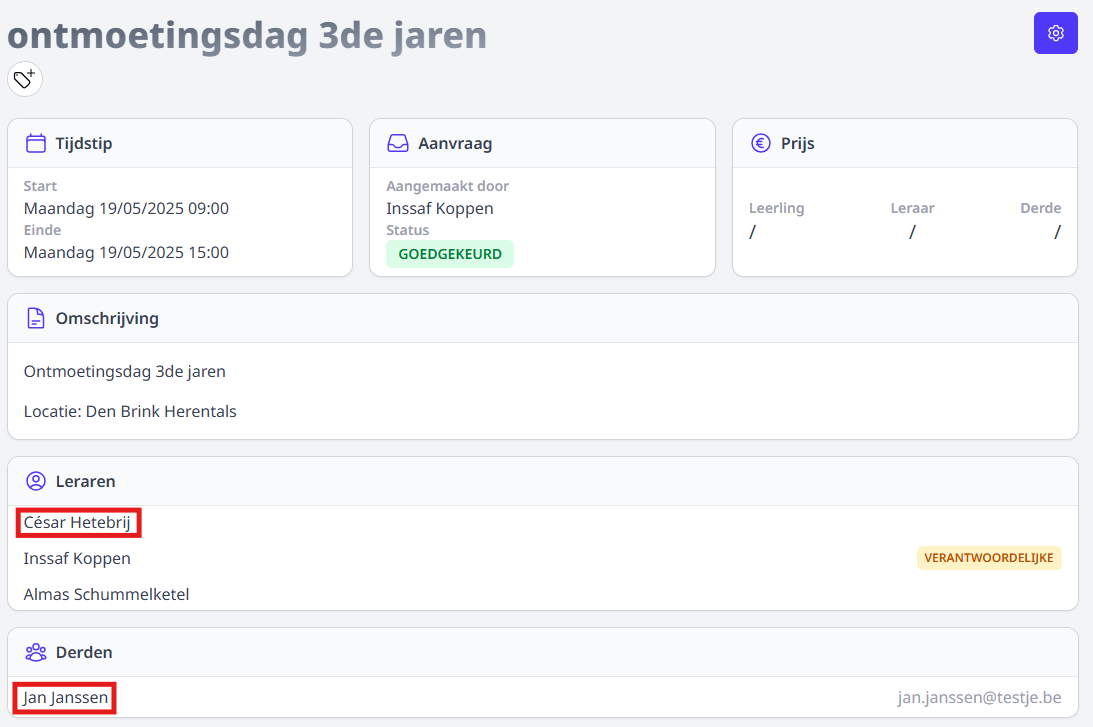 ontmoetingsdag 3de jaren
Tijdstip
Start
Maandag 19/05/2025 09:00
Einde
Maandag 19/05/2025 15:00
Aanvraag
Aangemaakt door
Inssaf Koppen
Status
GOEDGEKEURD
Prijs
Leerling Leraar Derde
/ / /
Omschrijving
Ontmoetingsdag 3de jaren
Locatie: Den Brink Herentals
Leraren
César Hetebrij
Inssaf Koppen VERANTWOORDELIJKE
Almas Schummelketel
Derden
Jan Janssen jan.janssen@testje.be